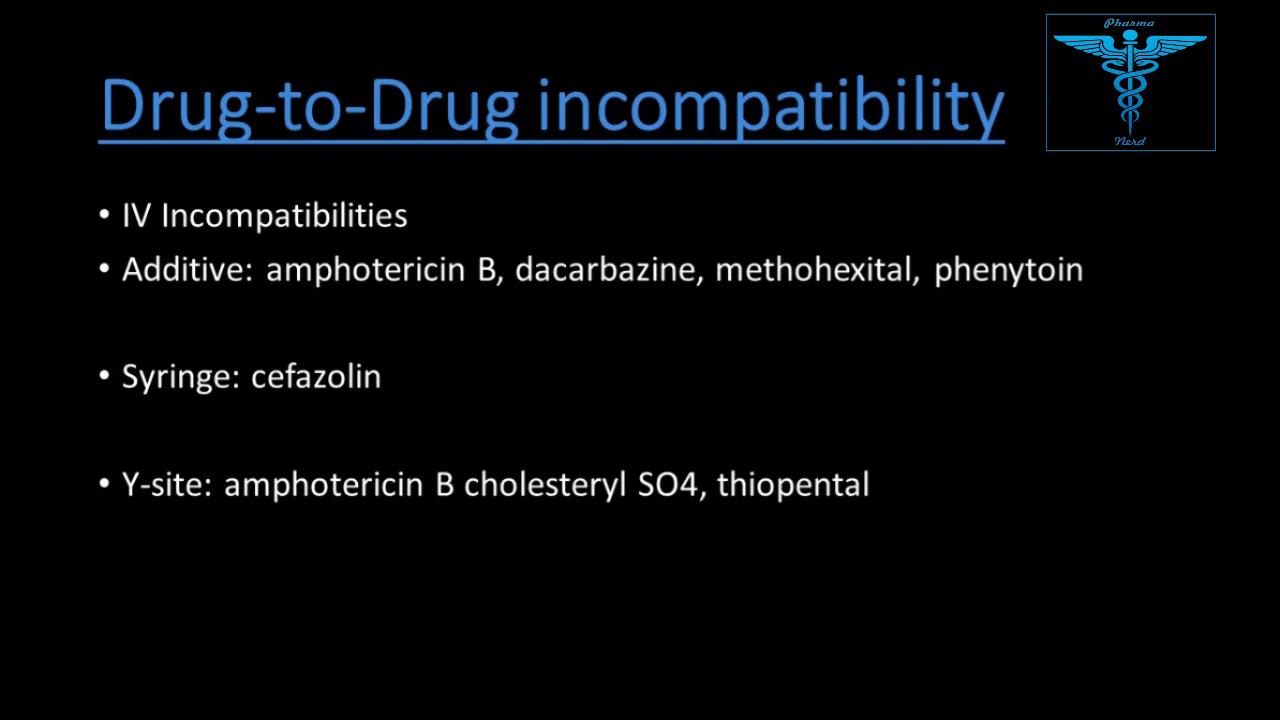 Pharma
Drug-to-Drug incompatibility
Nerd
• IV Incompatibilities
• Additive: amphotericin B, dacarbazine, methohexital, phenytoin
• Syringe: cefazolin
• Y-site: amphotericin B cholesteryl SO4, thiopental